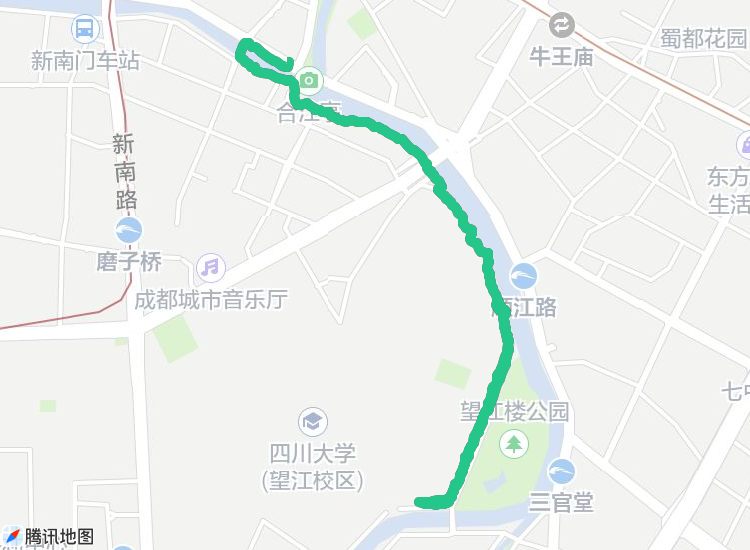 新南门车站
牛王庙
蜀都花园
合江亭
新南路
东方
生活
磨子桥
成都城市音乐厅
顺江路
七中
望江楼公园
四川大学
(望江校区)
三官堂
腾讯地图